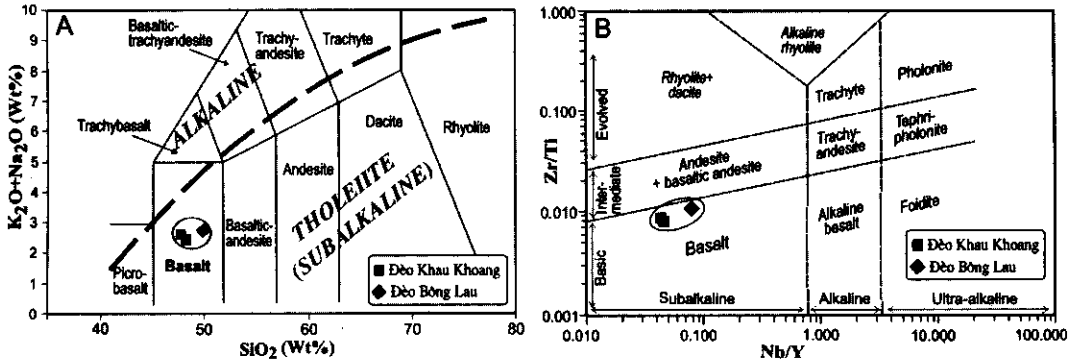 A
K2O+Na2O (Wt%)
10
9
8
7
6
5
4
3
2
1
0
Basaltic-
trachyandesite
Trachy-
andesite
Trachyte
Trachybalt
ALKALINE
Dacite
Rhyolite
Andesite
THOLEIITE
(SUBALKALINE)
Basaltic-
andesite
Basalt
Picro-
basalt
Đèo Khau Khoang
Đèo Bông Lau
40
50
60
70
80
SiO2 (Wt%)
B
Zr/Ti
1.000
0.100
0.010
0.001
Alkaline
rhyolite
Rhyolite+
dacite
Pholonite
Trachyte
Evolved
Trachy-
andesite
Tephri-
pholonite
Andesite
+ basaltic andesite
Inter-
mediate
Basalt
Alkaline
basalt
Foidite
Basic
Đèo Khau Khoang
Đèo Bông Lau
Subalkaline
Alkaline
Ultra-alkaline
0.010
0.100
1.000
10.000
100.000
Nb/Y